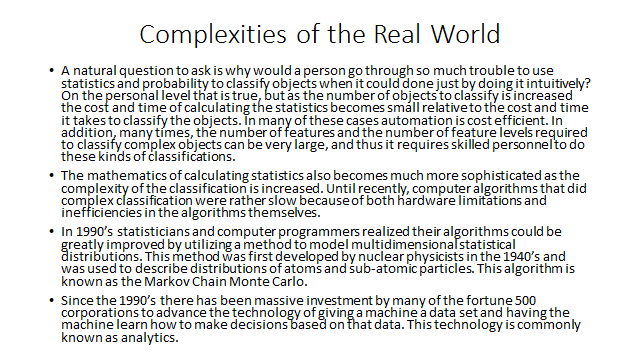 Complexities of the Real World
• A natural question to ask is why would a person go through so much trouble to use
statistics and probability to classify objects when it could done just by doing it intuitively?
On the personal level that is true, but as the number of objects to classify is increased
the cost and time of calculating the statistics becomes small relative to the cost and time
it takes to classify the objects. In many of these cases automation is cost efficient. In
addition, many times, the number of features and the number of feature levels required
to classify complex objects can be very large, and thus it requires skilled personnel to do
these kinds of classifications.
• The mathematics of calculating statistics also becomes much more sophisticated as the
complexity of the classification is increased. Until recently, computer algorithms that did
complex classification were rather slow because of both hardware limitations and
inefficiencies in the algorithms themselves.
• In 1990's statisticians and computer programmers realized their algorithms could be
greatly improved by utilizing a method to model multidimensional statistical
distributions. This method was first developed by nuclear physicists in the 1940's and
was used to describe distributions of atoms and sub-atomic particles. This algorithm is
known as the Markov Chain Monte Carlo.
• Since the 1990's there has been massive investment by many of the fortune 500
corporations to advance the technology of giving a machine a data set and having the
machine learn how to make decisions based on that data. This technology is commonly
known as analytics.